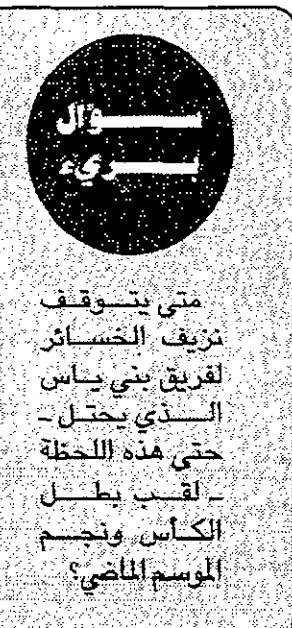 سؤال
بريء
متى يتوقف
نزيف الخسائر
لفريق بني ياس
الذي يحتل -
حتى هذه اللحظة
- لقب بطل
الكأس ونجم
الموسم الماضي؟